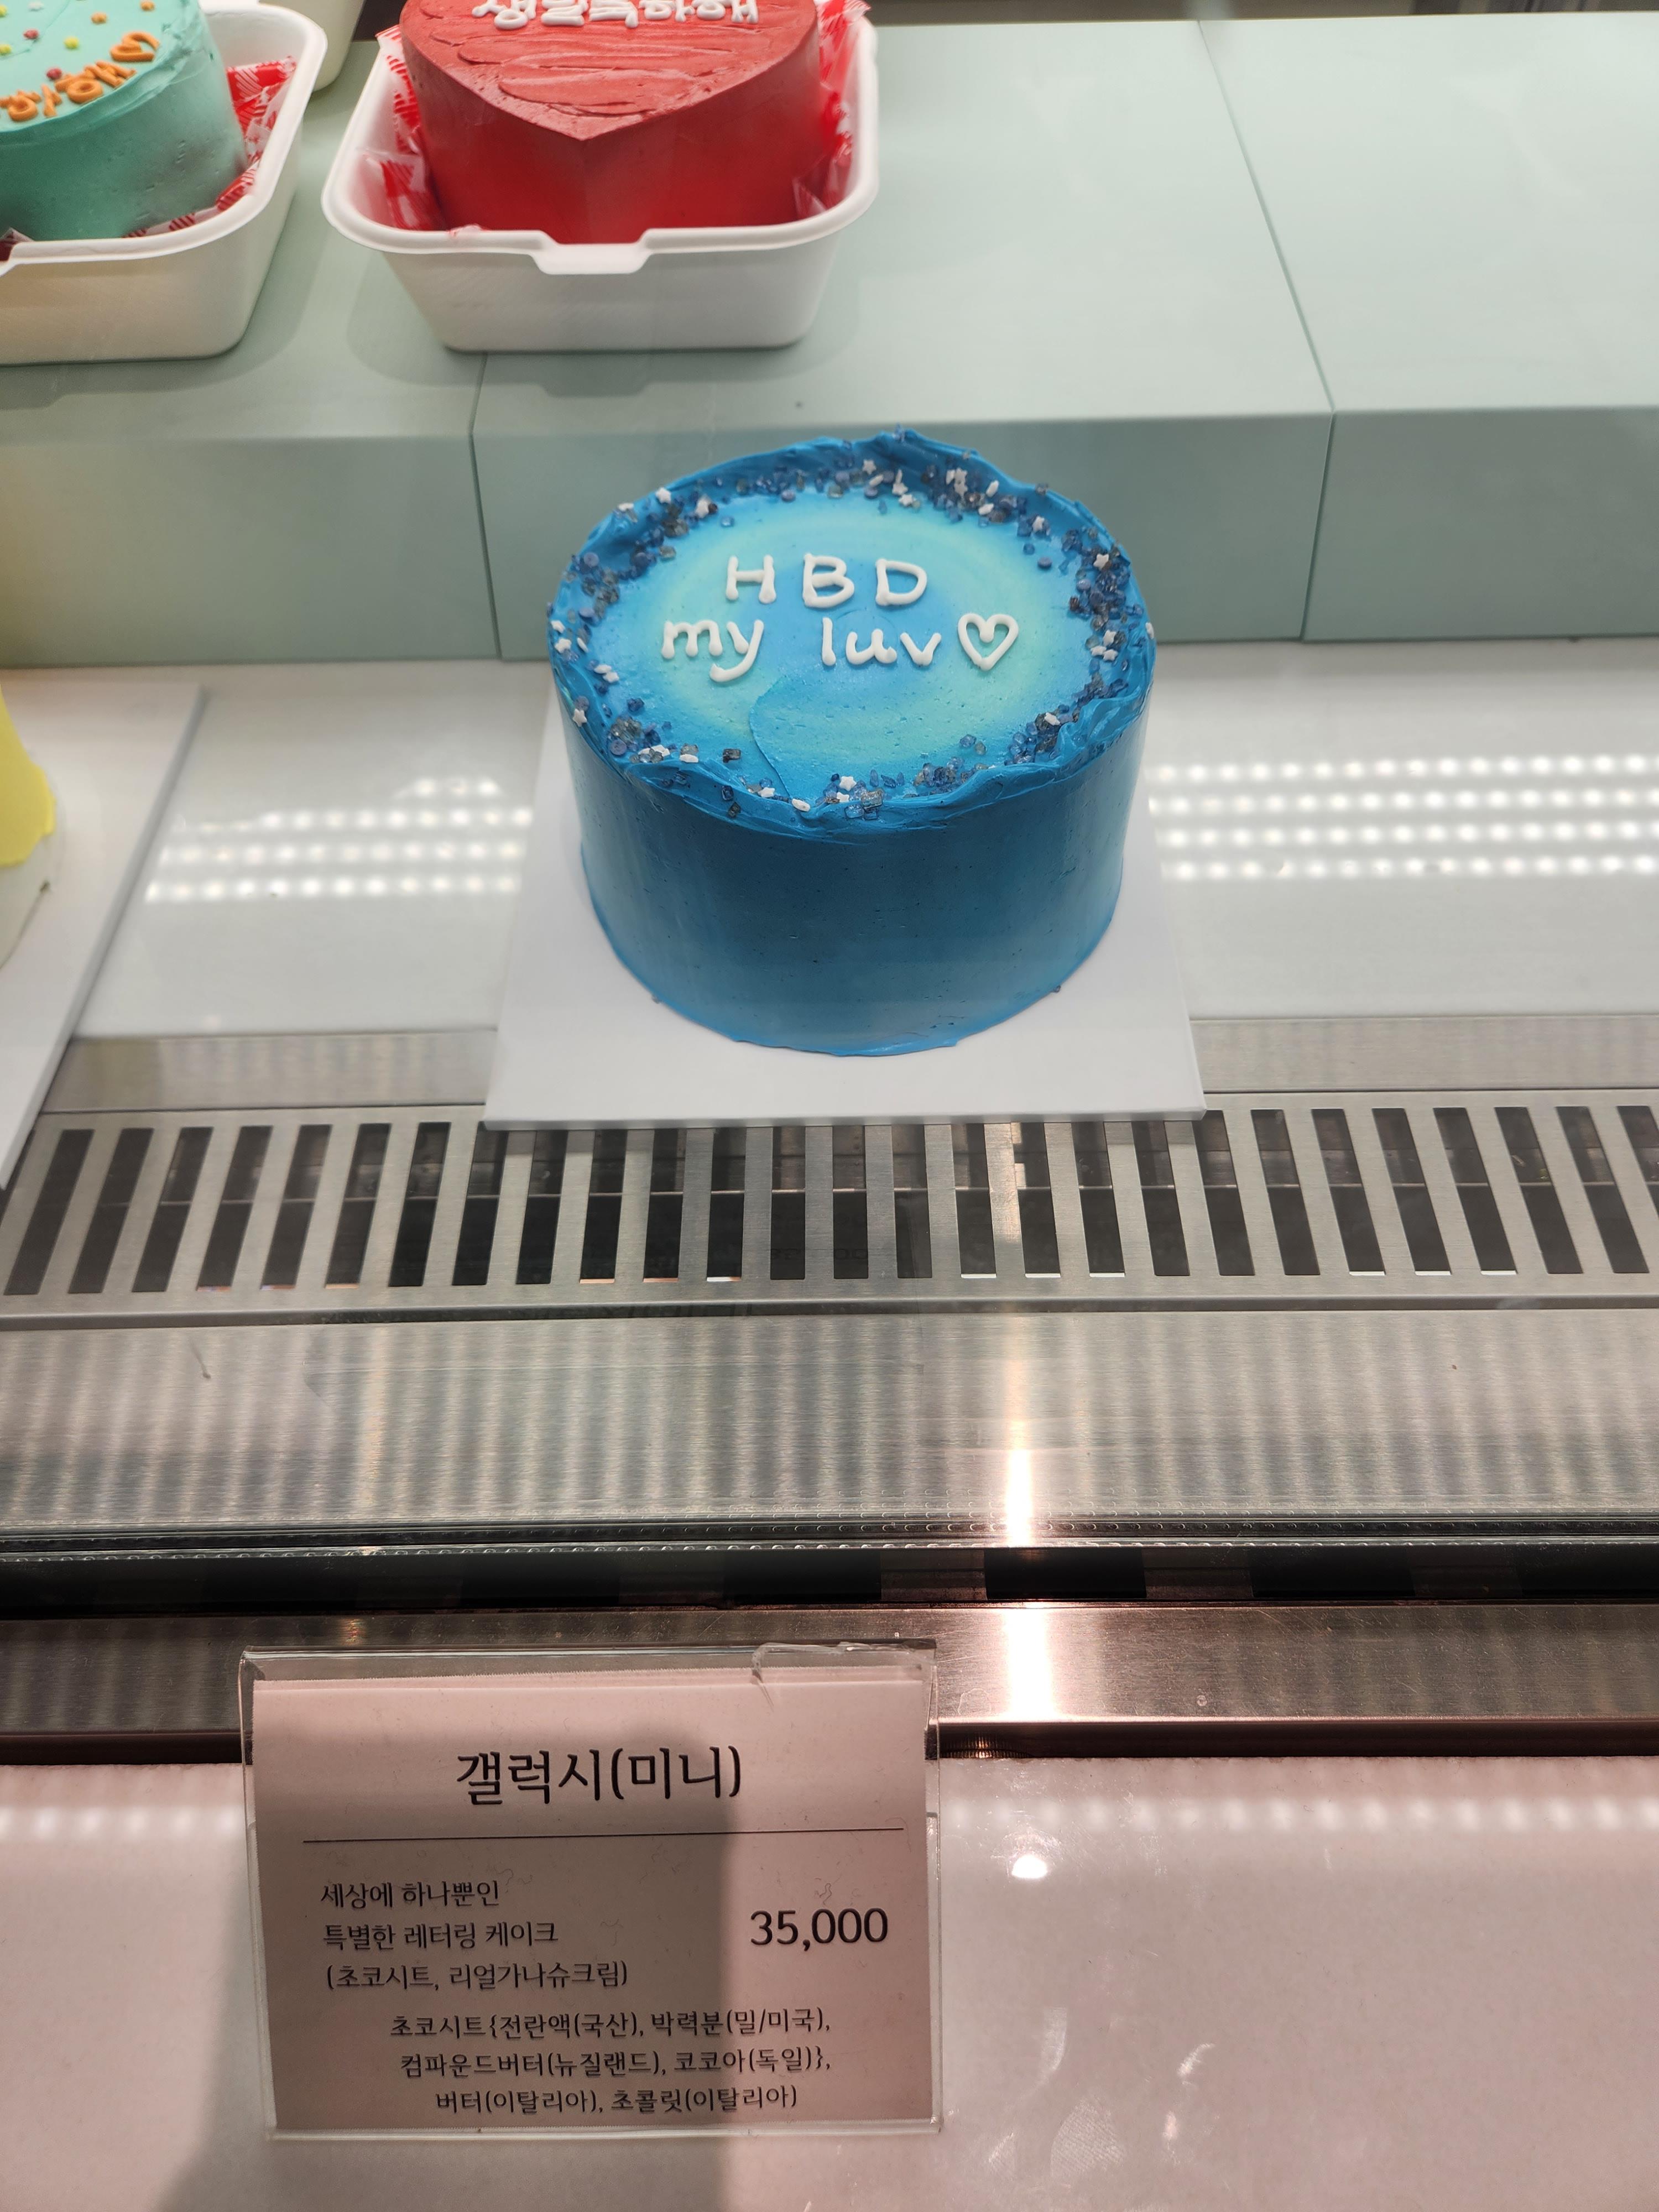 HBD
my luv♡
갤럭시(미니)
세상에 하나뿐인
특별한 레터링 케이크
(초코시트, 리얼가나슈크림)
35,000
초코시트{전란액(국산), 박력분(밀/미국),
컴파운드버터(뉴질랜드), 코코아(독일)},
버터(이탈리아), 초콜릿(이탈리아)